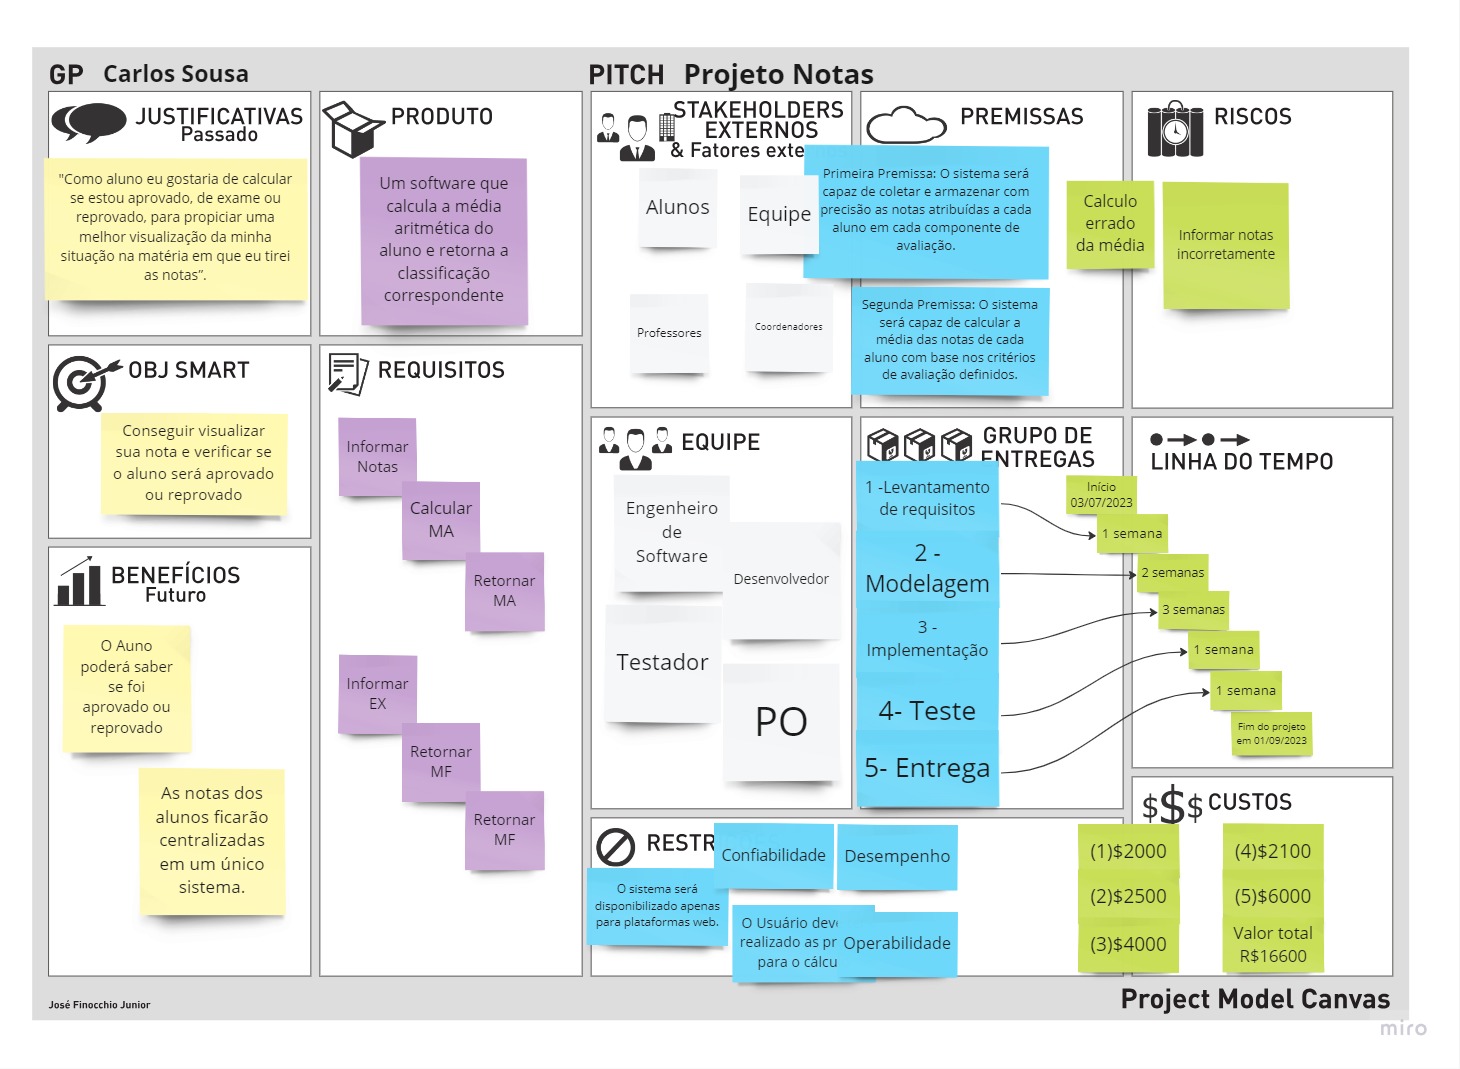 GP Carlos Sousa
PITCH Projeto Notas
JUSTIFICATIVAS
Passado
"Como aluno eu gostaria de calcular
se estou aprovado, de exame ou
reprovado, para propiciar uma
melhor visualização da minha
situação na matéria em que eu tirei
as notas”.
PRODUTO
Um software que
calcula a média
aritmética do
aluno e retorna a
classificação
correspondente
STAKEHOLDERS
EXTERNOS
& Fatores exte
Alunos
Equipe
Professores
Coordenadores
PREMISSAS
Primeira Premissa: O sistema será
capaz de coletar e armazenar com
precisão as notas atribuídas a cada
aluno em cada componente de
avaliação.
Segunda Premissa: O sistema
será capaz de calcular a
média das notas de cada
aluno com base nos critérios
de avaliação definidos.
RISCOS
Calculo
errado
da média
Informar notas
incorretamente
OBJ SMART
Conseguir visualizar
sua nota e verificar se
o aluno será aprovado
ou reprovado
REQUISITOS
Informar
Notas
Calcular
MA
Retornar
MA
Informar
EX
Retornar
MF
Retornar
MF
BENEFÍCIOS
Futuro
O Auno
poderá saber
se foi
aprovado ou
reprovado
As notas dos
alunos ficarão
centralizadas
em um único
sistema.
EQUIPE
Engenheiro
de
Software
Desenvolvedor
Testador
PO
GRUPO DE
ENTREGAS
1 -Levantamento
de requisitos
2 -
Modelagem
3 -
Implementação
4- Teste
5- Entrega
LINHA DO TEMPO
Início
03/07/2023
1 semana
2 semanas
3 semanas
1 semana
1 semana
Fim do projeto
em 01/09/2023
RESTR
Confiabilidade
Desempenho
O sistema será
disponibilizado apenas
para plataformas web.
O Usuário deve
realizado as pr
para o cálcu
Operabilidade
$$$ CUSTOS
(1)$2000
(2)$2500
(3)$4000
(4)$2100
(5)$6000
Valor total
R$16600
José Finocchio Junior
Project Model Canvas
miro